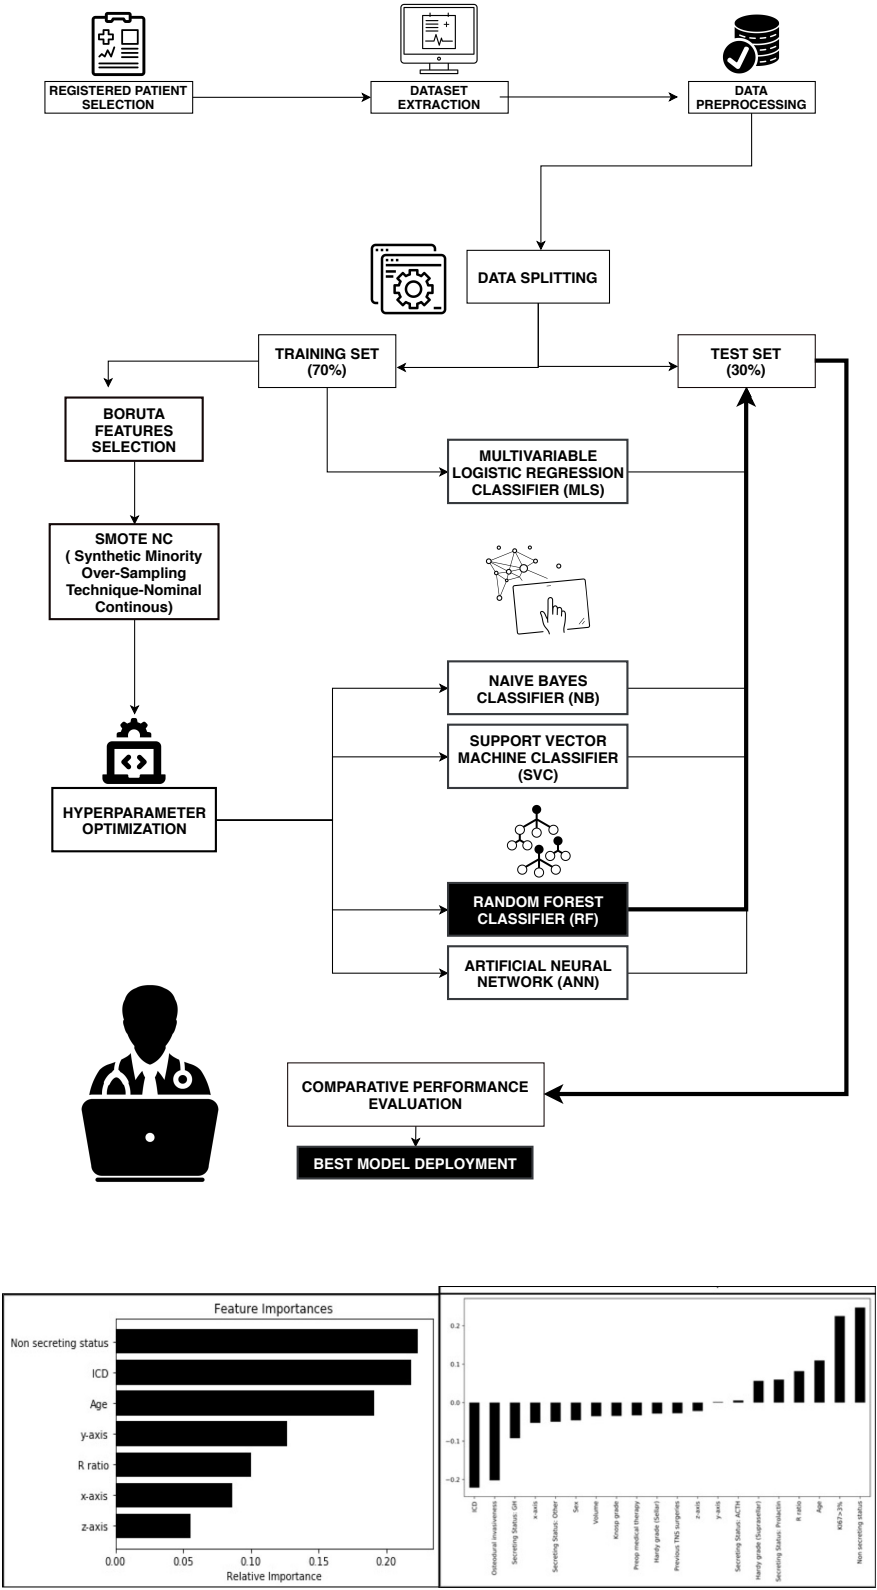 REGISTERED PATIENT
SELECTION
DATASET
EXTRACTION
DATA
PREPROCESSING
DATA SPLITTING
TRAINING SET
(70%)
TEST SET
(30%)
BORUTA
FEATURES
SELECTION
MULTIVARIABLE
LOGISTIC REGRESSION
CLASSIFIER (MLS)
SMOTE NC
( Synthetic Minority
Over-Sampling
Technique-Nominal
Continous)
NAIVE BAYES
CLASSIFIER (NB)
SUPPORT VECTOR
MACHINE CLASSIFIER
(SVC)
HYPERPARAMETER
OPTIMIZATION
RANDOM FOREST
CLASSIFIER (RF)
ARTIFICIAL NEURAL
NETWORK (ANN)
COMPARATIVE PERFORMANCE
EVALUATION
BEST MODEL DEPLOYMENT
Feature Importances
Non secreting status
ICD
Age
y-axis
R ratio
x-axis
z-axis
0.00 0.05 0.10 0.15 0.20
Relative Importance
0.2
0.1
0.0
−0.1
−0.2
ICD
Osteodural invasiveness
Secreting Status: GH
x-axis
Secreting Status: Other
Sex
Volume
Knosp grade
Preop medical therapy
Hardy grade (Sellar)
Previous TNS surgeries
z-axis
y-axis
Secreting Status: ACTH
Hardy grade (Suprasellar)
Secreting Status: Prolactin
R ratio
Age
Ki67>3%
Non secreting status